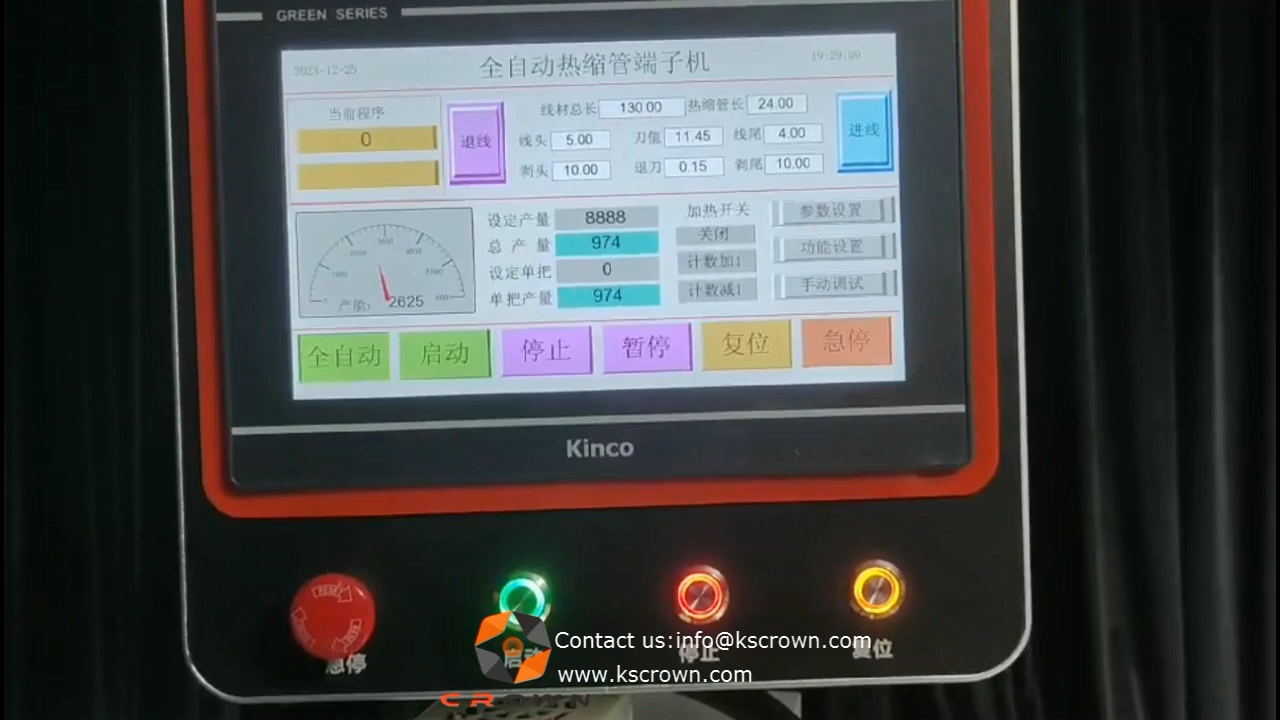 GREEN SERIES
2023-12-25 全自动热缩管端子机 19:29:09
当前程序
0
退线
线材总长 130.00 热缩管长 24.00
线头 5.00 刀值 11.45 线尾 4.00
剥头 10.00 退刀 0.15 剥尾 10.00
进线
设定产量 8888 加热开关 参数设置
总产量 974 关闭
设定单把 0 计数加1 功能设置
单把产量 974 计数减1 手动调试
产能: 2625
全自动 启动 停止 暂停 复位 急停
Kinco
急停 启动 停止 复位
Contact us:info@kscrown.com
www.kscrown.com
CROWN